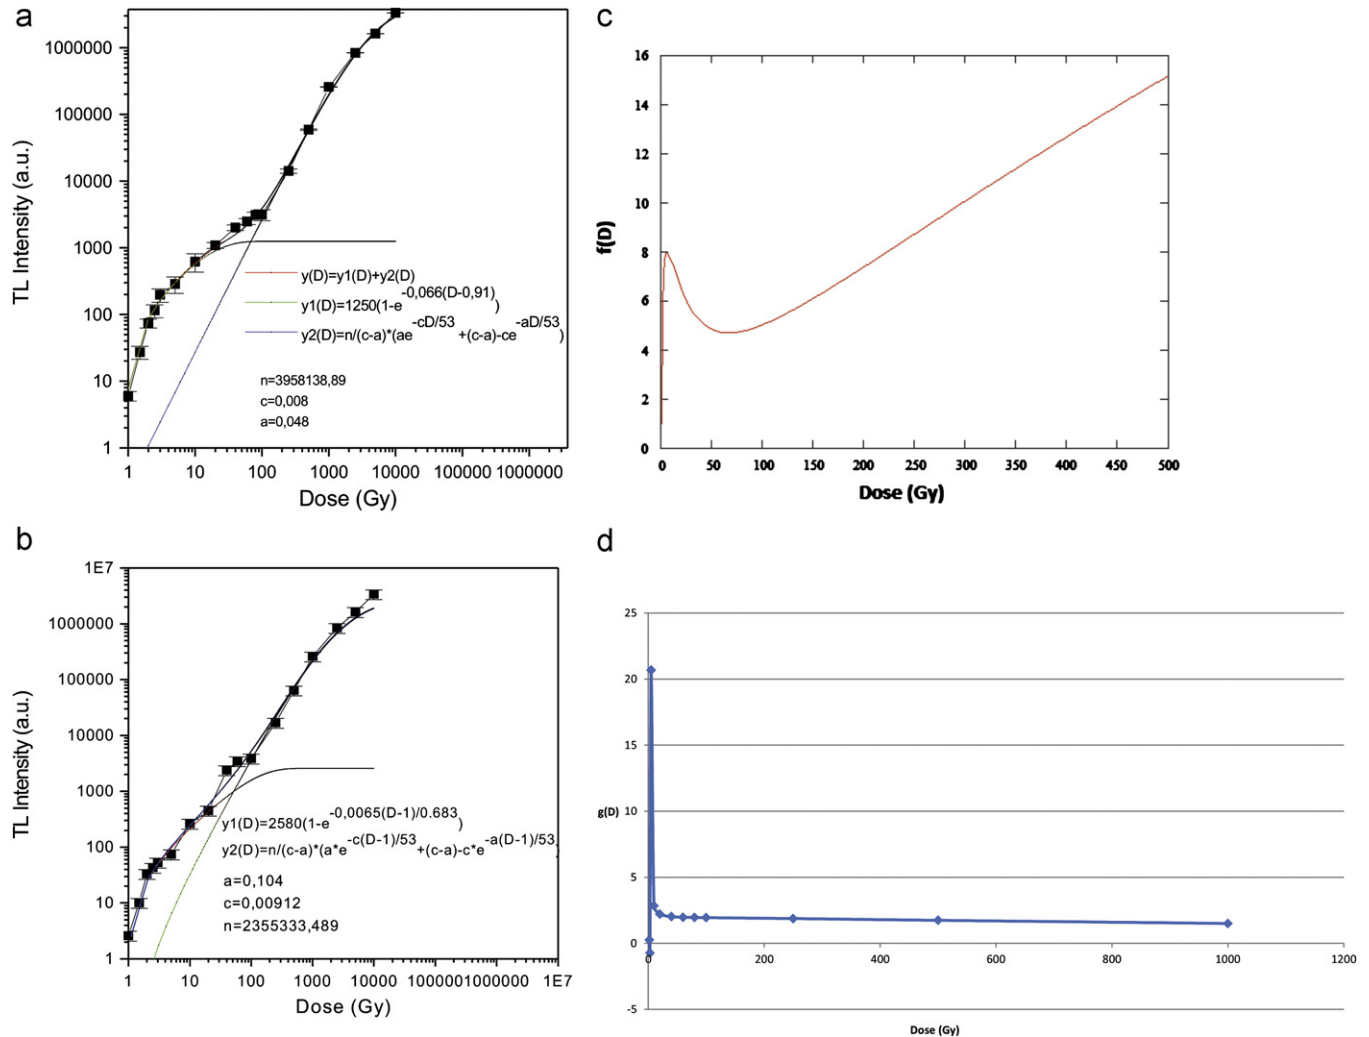 a
TL Intensity (a.u.)
1000000
100000
10000
1000
100
10
1
y(D)=y1(D)+y2(D)
y1(D)=1250(1-e^-0,066(D-0,91))
y2(D)=n/(c-a)*(ae^-cD/53+(c-a)-ce^-aD/53)
n=3958138,89
c=0,008
a=0,048
1 10 100 1000 10000 1000001000000
Dose (Gy)
c
f(D)
16
14
12
10
8
6
4
2
0
0 50 100 150 200 250 300 350 400 450 500
Dose (Gy)
b
TL Intensity (a.u.)
1E7
1000000
100000
10000
1000
100
10
1
y1(D)=2580(1-e^-0,0065(D-1)/0.683)
y2(D)=n/(c-a)*(a*e^-c(D-1)/53+(c-a)-c*e^-a(D-1)/53)
a=0,104
c=0,00912
n=2355333,489
1 10 100 1000 100001000001000000 1E7
Dose (Gy)
d
25
20
15
10
g(D)
5
0
-5
0 200 400 600 800 1000 1200
Dose (Gy)